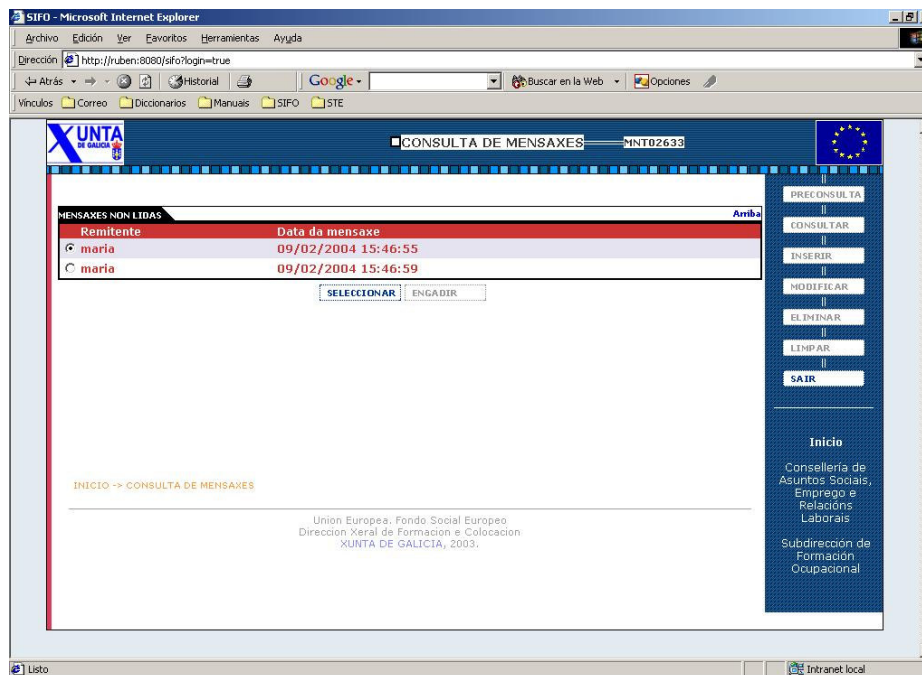 SIFO - Microsoft Internet Explorer
Archivo Edición Ver Favoritos Herramientas Ayuda
Dirección http://ruben:8080/sifo?login=true
Atrás Historial Google Buscar en la Web Opciones
Vínculos Correo Diccionarios Manuais SIFO STE
XUNTA
DE GALICIA
CONSULTA DE MENSAXES MNT02633
PRECONSULTA
MENSAXES NON LIDAS Arriba
CONSULTAR
Remitente Data da mensaxe
maria 09/02/2004 15:46:55
INSERIR
maria 09/02/2004 15:46:59
MODIFICAR
SELECCIONAR ENGADIR
ELIMINAR
LIMPAR
SAIR
Inicio
Consellería de
Asuntos Sociais,
Emprego e
Relacións
Laborais
Subdirección de
Formación
Ocupacional
INICIO -> CONSULTA DE MENSAXES
Union Europea. Fondo Social Europeo
Direccion Xeral de Formacion e Colocacion
XUNTA DE GALICIA, 2003.
Listo Intranet local